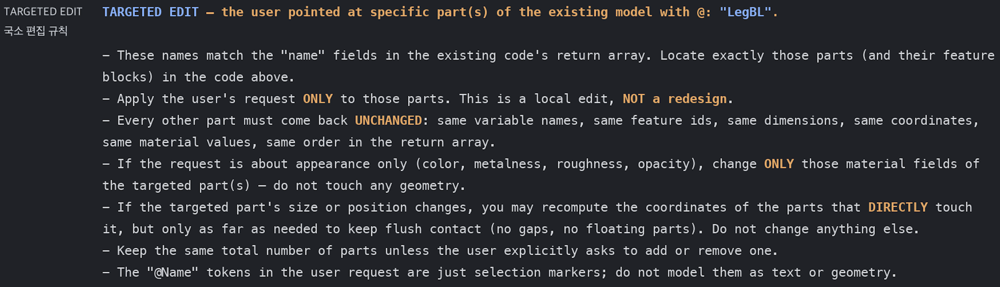 TARGETED EDIT
국소 편집 규칙
TARGETED EDIT — the user pointed at specific part(s) of the existing model with @: "LegBL".
— These names match the "name" fields in the existing code's return array. Locate exactly those parts (and their feature
blocks) in the code above.
— Apply the user's request ONLY to those parts. This is a local edit, NOT a redesign.
— Every other part must come back UNCHANGED: same variable names, same feature ids, same dimensions, same coordinates,
same material values, same order in the return array.
— If the request is about appearance only (color, metalness, roughness, opacity), change ONLY those material fields of
the targeted part(s) — do not touch any geometry.
— If the targeted part's size or position changes, you may recompute the coordinates of the parts that DIRECTLY touch
it, but only as far as needed to keep flush contact (no gaps, no floating parts). Do not change anything else.
— Keep the same total number of parts unless the user explicitly asks to add or remove one.
— The "@Name" tokens in the user request are just selection markers; do not model them as text or geometry.